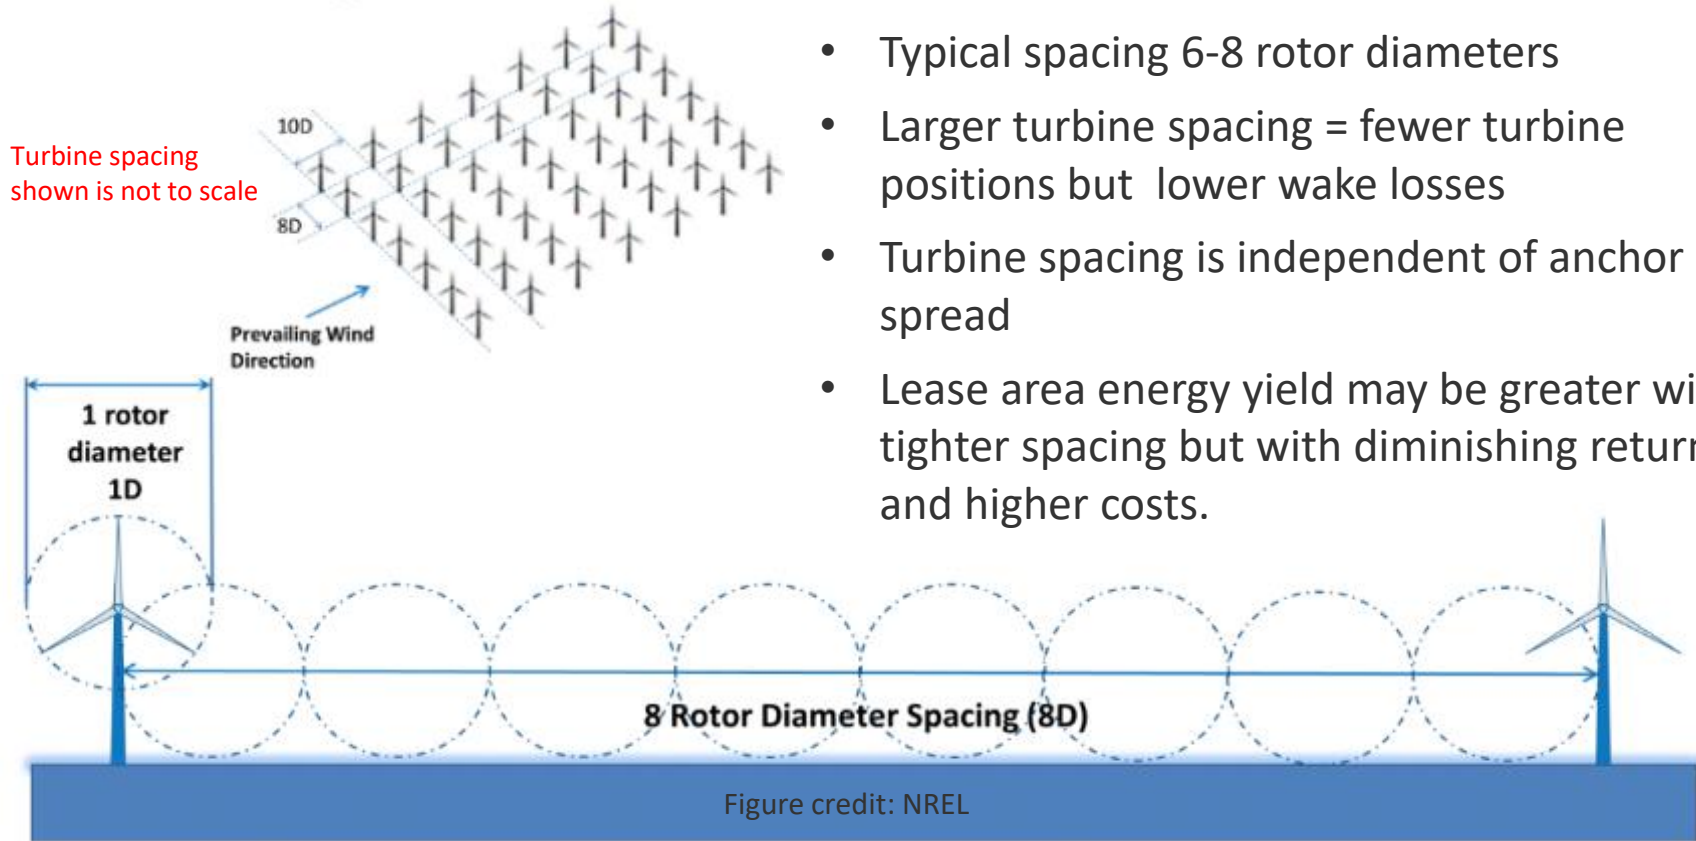 Turbine spacing
shown is not to scale
10D
8D
Prevailing Wind
Direction
• Typical spacing 6-8 rotor diameters
• Larger turbine spacing = fewer turbine
positions but lower wake losses
• Turbine spacing is independent of anchor
spread
• Lease area energy yield may be greater wi
tighter spacing but with diminishing return
and higher costs.
1 rotor
diameter
1D
8 Rotor Diameter Spacing (8D)
Figure credit: NREL